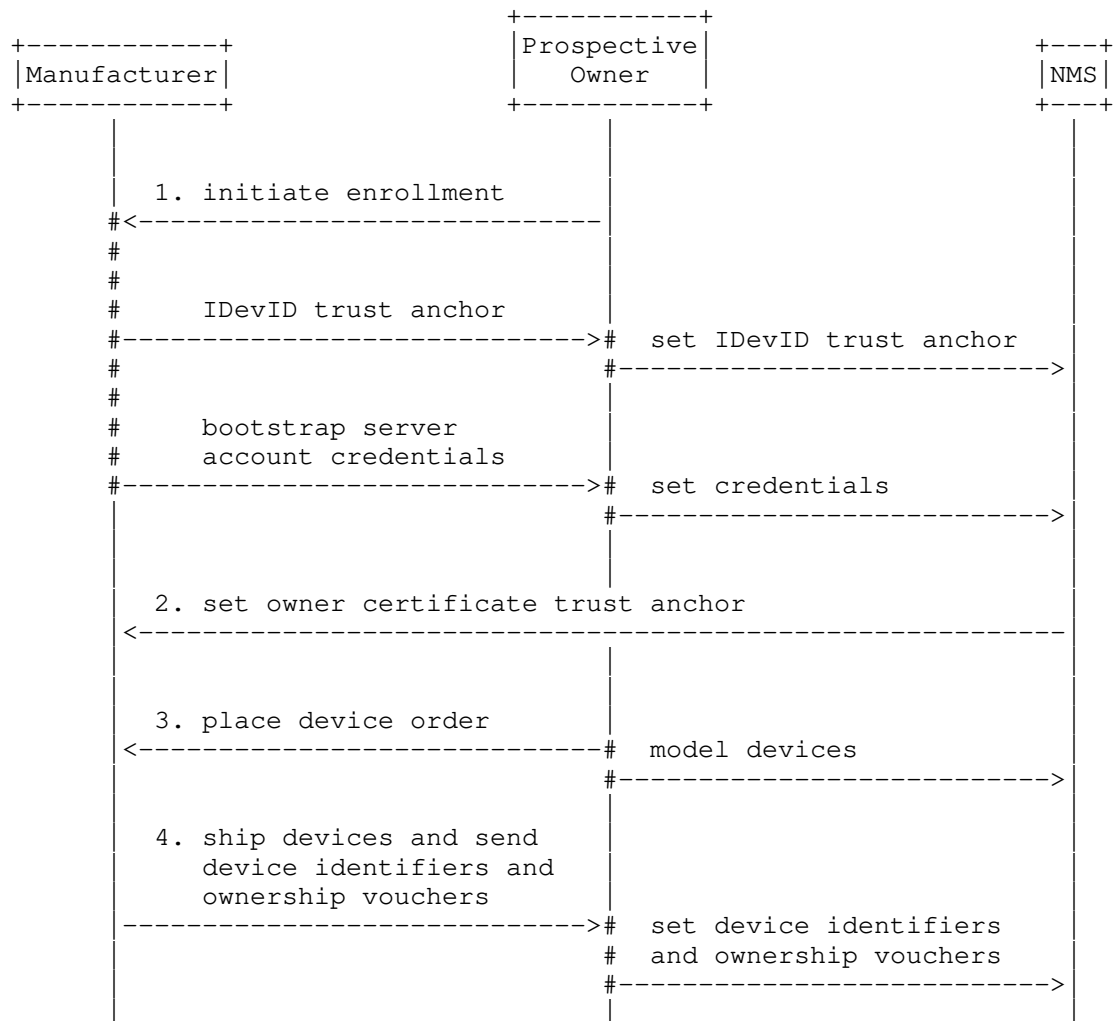 Prospective
Manufacturer Owner NMS
1. initiate enrollment
IDevID trust anchor
set IDevID trust anchor
bootstrap server
account credentials
set credentials
2. set owner certificate trust anchor
3. place device order
model devices
4. ship devices and send
device identifiers and
ownership vouchers
set device identifiers
and ownership vouchers